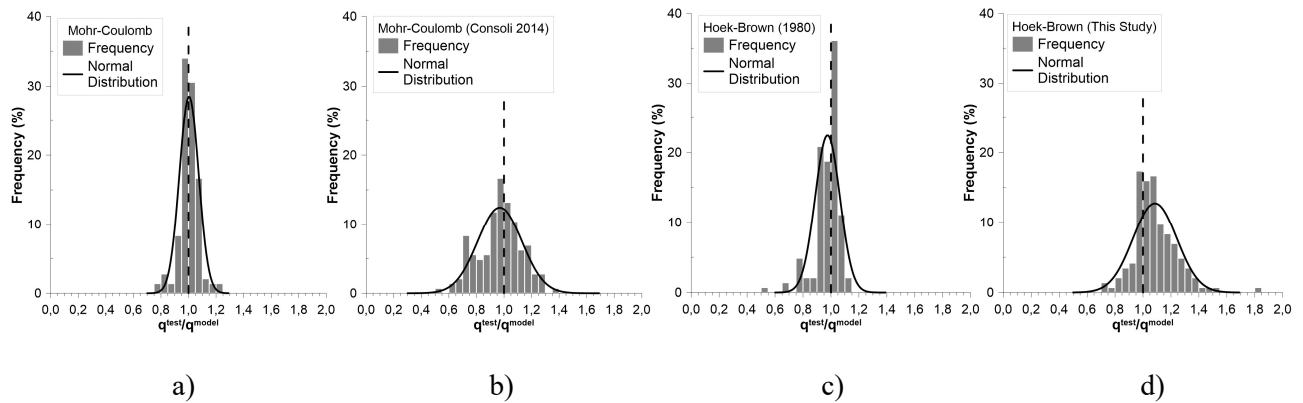 Mohr-Coulomb
Frequency
Normal
Distribution
Frequency (%)
40
30
20
10
0
0,0 0,2 0,4 0,6 0,8 1,0 1,2 1,4 1,6 1,8 2,0
qtest/qmodel
a)
Mohr-Coulomb (Consoli 2014)
Frequency
Normal
Distribution
Frequency (%)
40
30
20
10
0
0,0 0,2 0,4 0,6 0,8 1,0 1,2 1,4 1,6 1,8 2,0
qtest/qmodel
b)
Hoek-Brown (1980)
Frequency
Normal
Distribution
Frequency (%)
40
30
20
10
0
0,0 0,2 0,4 0,6 0,8 1,0 1,2 1,4 1,6 1,8 2,0
qtest/qmodel
c)
Hoek-Brown (This Study)
Frequency
Normal
Distribution
Frequency (%)
40
30
20
10
0
0,0 0,2 0,4 0,6 0,8 1,0 1,2 1,4 1,6 1,8 2,0
qtest/qmodel
d)